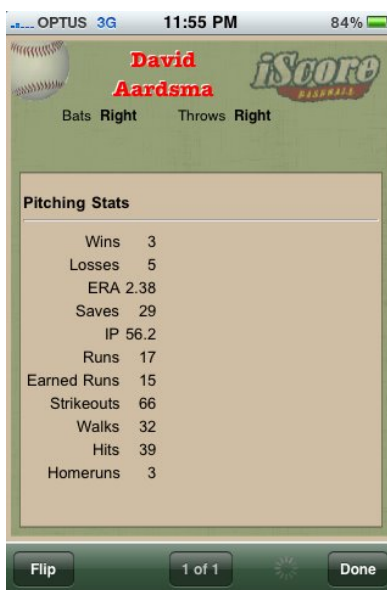 OPTUS 3G 11:55 PM 84%
David
Aardsma
iScore
BASEBALL
Bats Right Throws Right
Pitching Stats
Wins 3
Losses 5
ERA 2.38
Saves 29
IP 56.2
Runs 17
Earned Runs 15
Strikeouts 66
Walks 32
Hits 39
Homeruns 3
Flip 1 of 1 Done